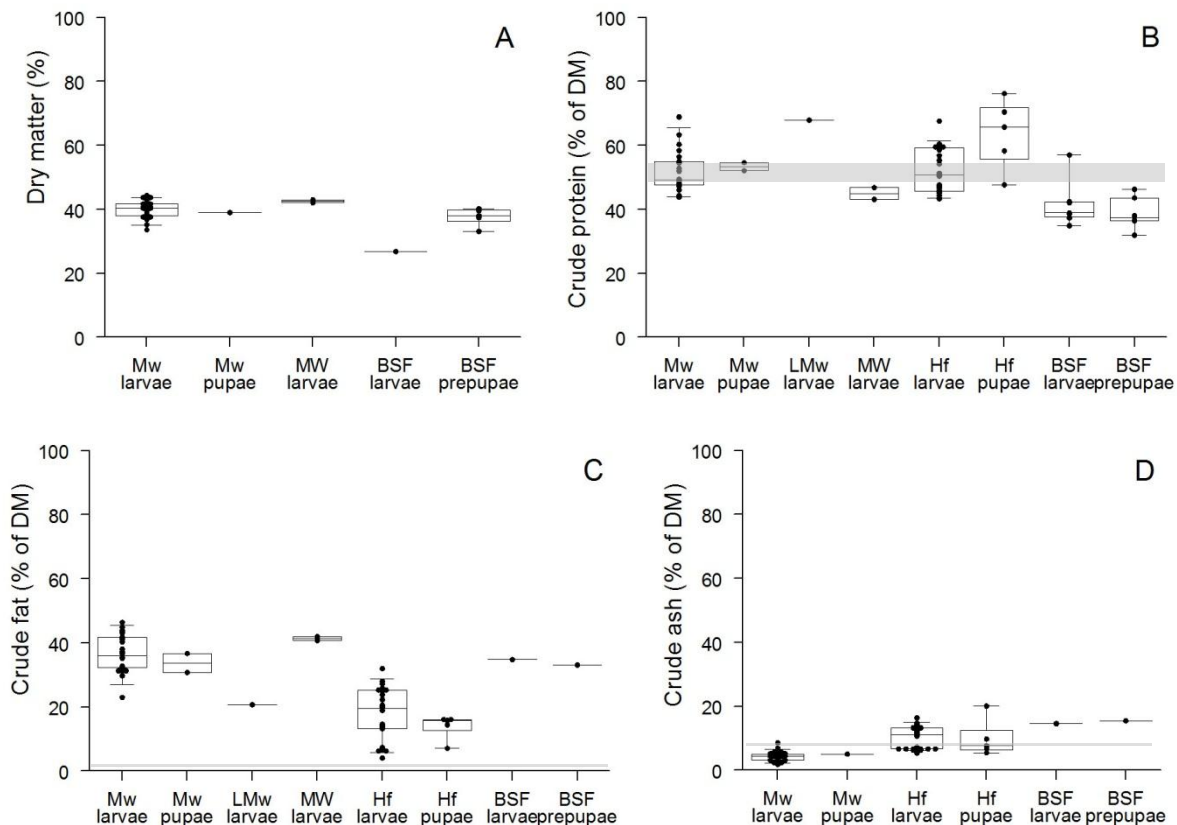 A
Dry matter (%)
100
80
60
40
20
0
Mw Mw MW BSF BSF
larvae pupae larvae larvae prepupae
B
Crude protein (% of DM)
100
80
60
40
20
0
Mw Mw LMw MW Hf Hf BSF BSF
larvae pupae larvae larvae larvae pupae larvae prepupae
C
Crude fat (% of DM)
100
80
60
40
20
0
Mw Mw LMw MW Hf Hf BSF BSF
larvae pupae larvae larvae larvae pupae larvae prepupae
D
Crude ash (% of DM)
100
80
60
40
20
0
Mw Mw Hf Hf BSF BSF
larvae pupae larvae pupae larvae prepupae